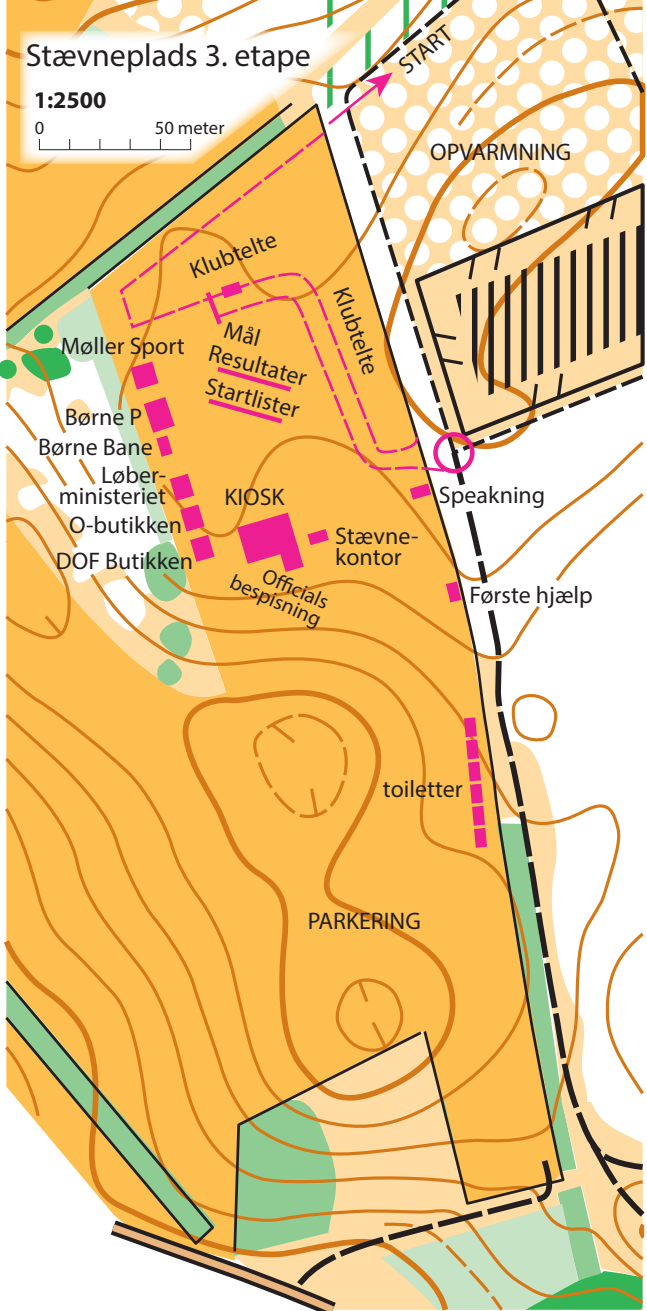 Stævneplads 3. etape
1:2500
0 50 meter
START
OPVARMNING
Klubtelte
Klubtelte
Mål
Resultater
Startlister
Møller Sport
Børne P
Børne Bane
Løber-
ministeriet
O-butikken
DOF Butikken
KIOSK
Stævne-
kontor
Officials
bespisning
Speakning
Første hjælp
toiletter
PARKERING